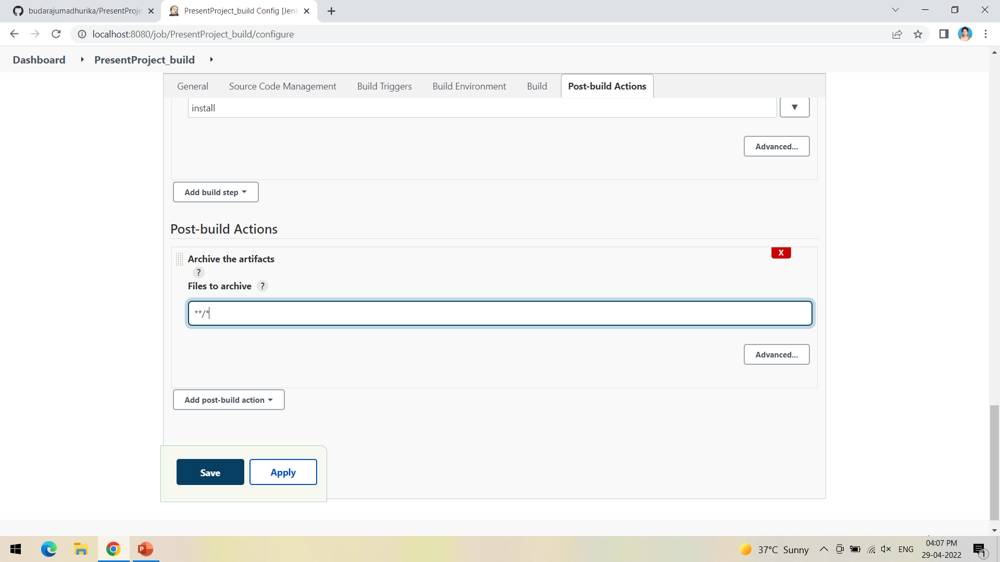 budarajumadhurika/PresentProje
PresentProject_build Config [Jenk
localhost:8080/job/PresentProject_build/configure
Dashboard
PresentProject_build
General
Source Code Management
Build Triggers
Build Environment
Build
Post-build Actions
install
Advanced...
Add build step
Post-build Actions
X
Archive the artifacts
?
Files to archive ?
**/*
Advanced...
Add post-build action
Save
Apply
37°C Sunny
ENG
04:07 PM
29-04-2022
1